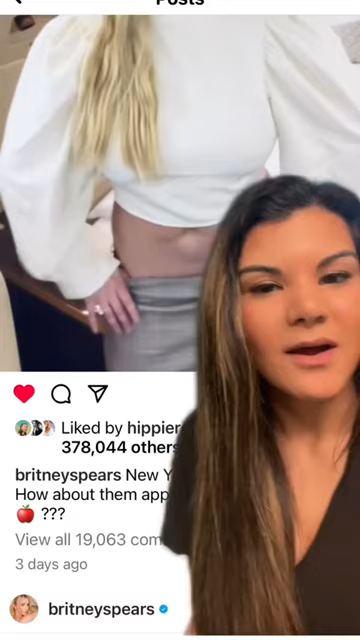 Posts
Liked by hippier
378,044 others
britneyspears New Y
How about them app
🍎 ???
View all 19,063 com
3 days ago
britneyspears